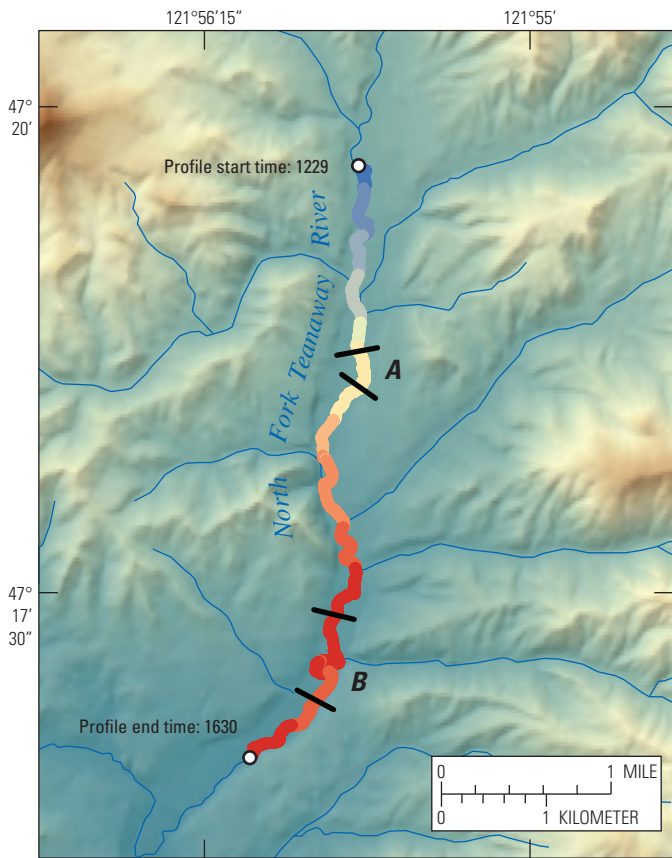 121°56'15"
121°55'
47°
20'
Profile start time: 1229
North Fork Teanaway River
A
47°
17'
30"
B
Profile end time: 1630
0 1 MILE
0 1 KILOMETER